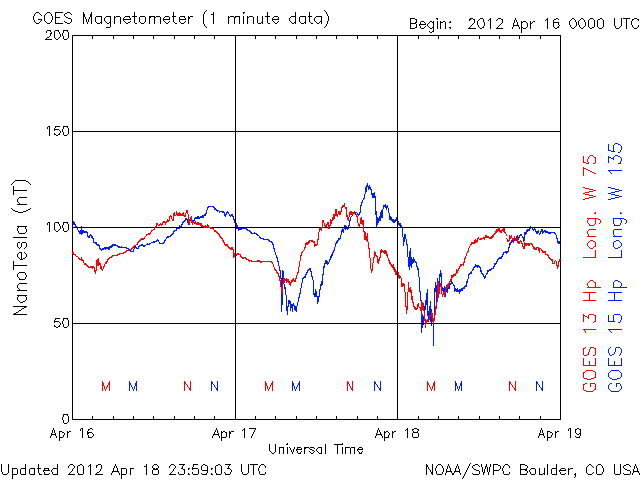 GOES Magnetometer (1 minute data)
Begin: 2012 Apr 16 0000 UTC
200
150
100
50
0
NanoTesla (nT)
M M N N M M N N M M N N
Apr 16 Apr 17 Apr 18 Apr 19
Universal Time
GOES 13 Hp Long. W 75
GOES 15 Hp Long. W 135
Updated 2012 Apr 18 23:59:03 UTC
NOAA/SWPC Boulder, CO USA